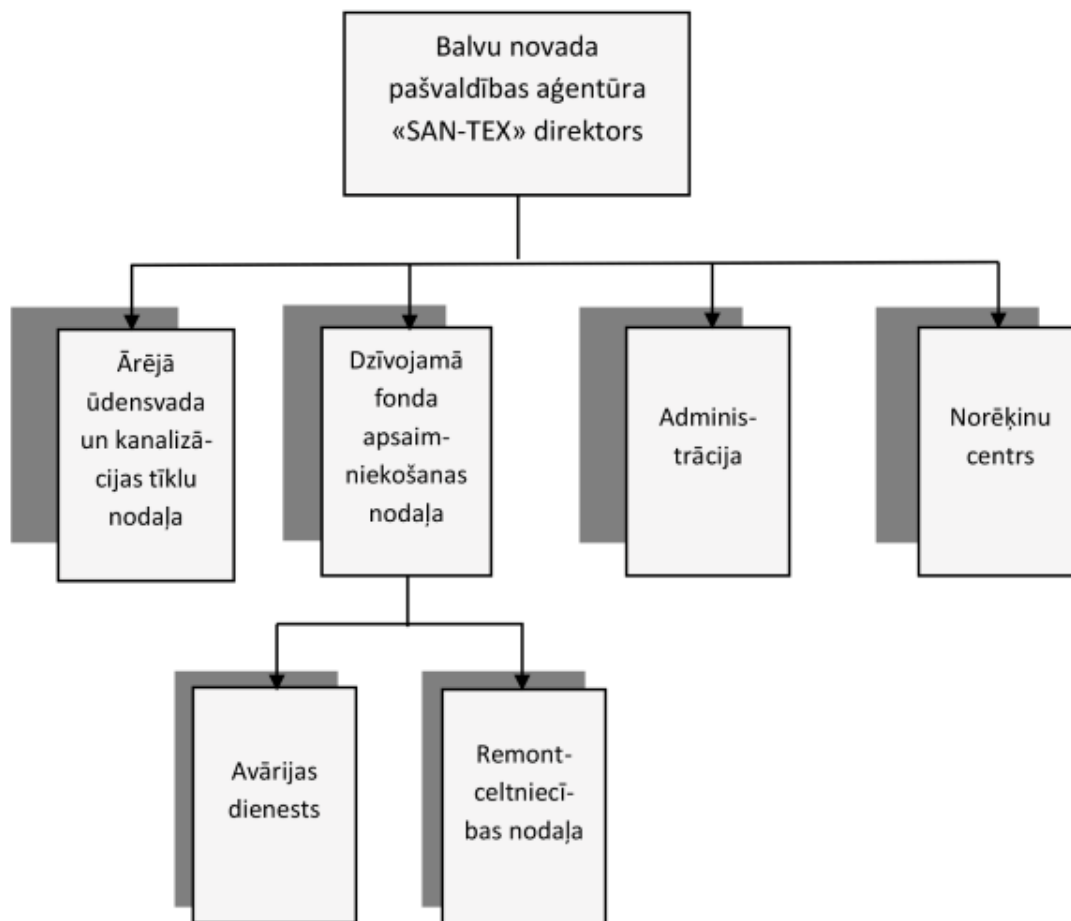 Balvu novada
pašvaldības aģentūra
«SAN-TEX» direktors
Ārējā
ūdensvada
un kanalizā-
cijas tīklu
nodaļa
Dzīvojamā
fonda
apsaim-
niekošanas
nodaļa
Adminis-
trācija
Norēķinu
centrs
Avārijas
dienests
Remont-
celtniecī-
bas nodaļa